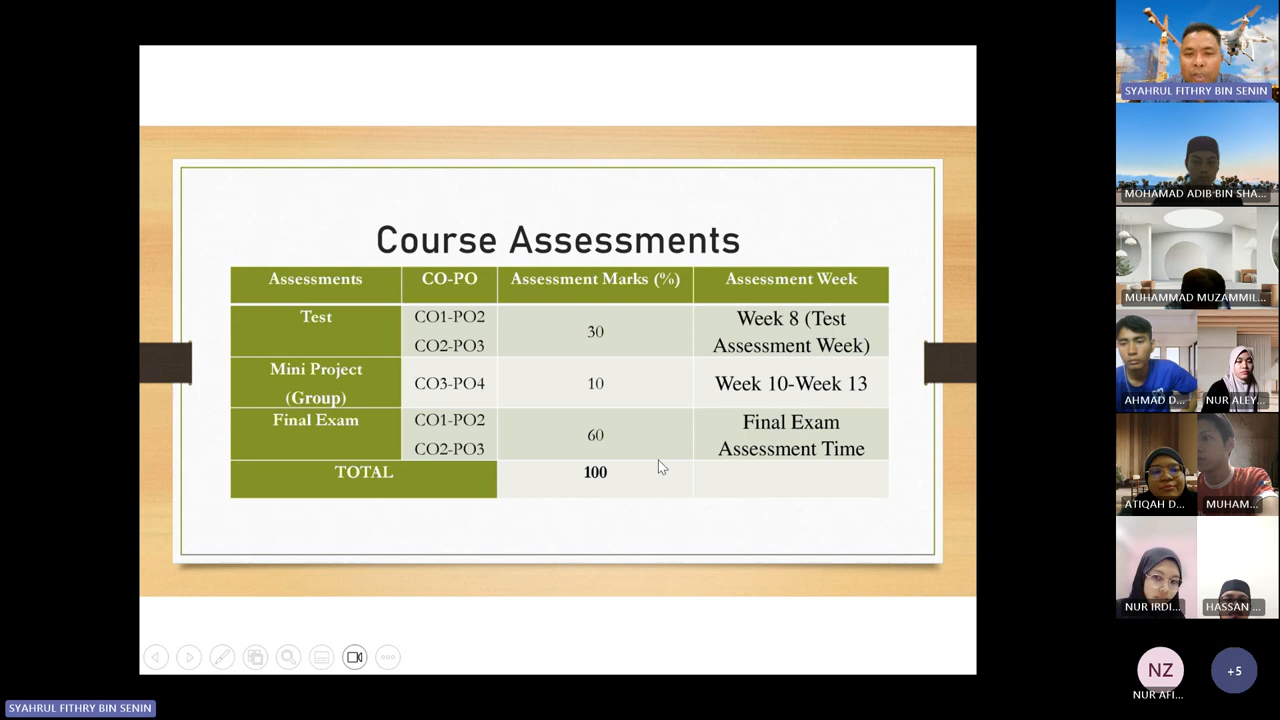 Course Assessments
Assessments CO-PO Assessment Marks (%) Assessment Week
Test
CO1-PO2
CO2-PO3
30
Week 8 (Test
Assessment Week)
Mini Project
(Group)
CO3-PO4
10
Week 10-Week 13
Final Exam
CO1-PO2
CO2-PO3
60
Final Exam
Assessment Time
TOTAL 100
SYAHRUL FITHRY BIN SENIN
MOHAMAD ADIB BIN SHA...
MUHAMMAD MUZAMMIL...
AHMAD D... NUR ALEY...
ATIQAH D... MUHAM...
NUR IRDI... HASSAN ...
NZ +5
NUR AFI...
SYAHRUL FITHRY BIN SENIN